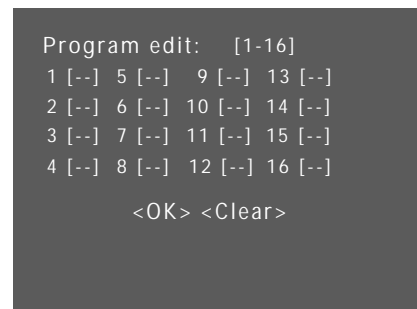 Program edit: [1-16]
1 [--] 5 [--] 9 [--] 13 [--]
2 [--] 6 [--] 10 [--] 14 [--]
3 [--] 7 [--] 11 [--] 15 [--]
4 [--] 8 [--] 12 [--] 16 [--]
<OK> <Clear>